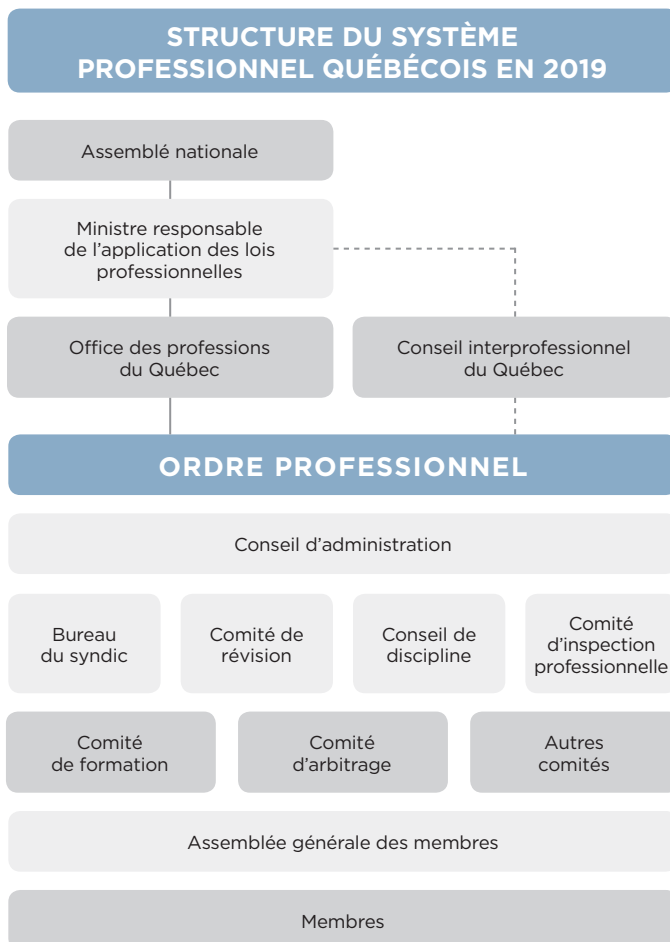 STRUCTURE DU SYSTÈME
PROFESSIONNEL QUÉBÉCOIS EN 2019
Assemblé nationale
Ministre responsable
de l'application des lois
professionnelles
Office des professions
du Québec
Conseil interprofessionnel
du Québec
ORDRE PROFESSIONNEL
Conseil d'administration
Bureau
du syndic
Comité de
révision
Conseil de
discipline
Comité
d'inspection
professionnelle
Comité
de formation
Comité
d'arbitrage
Autres
comités
Assemblée générale des membres
Membres